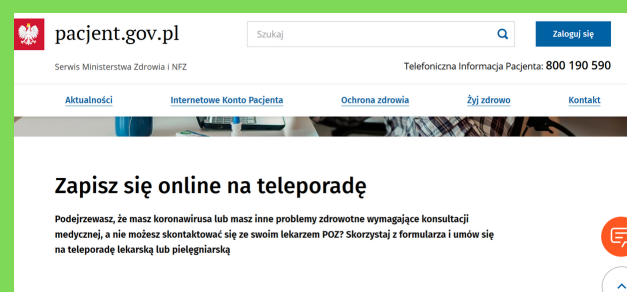 pacjent.gov.pl
Szukaj
Zaloguj się
Serwis Ministerstwa Zdrowia i NFZ
Telefoniczna Informacja Pacjenta: 800 190 590
Aktualności Internetowe Konto Pacjenta Ochrona zdrowia Żyj zdrowo Kontakt
Zapisz się online na teleporadę
Podejrzewasz, że masz koronawirusa lub masz inne problemy zdrowotne wymagające konsultacji
medycznej, a nie możesz skontaktować się ze swoim lekarzem POZ? Skorzystaj z formularza i umów się
na teleporadę lekarską lub pielęgniarską